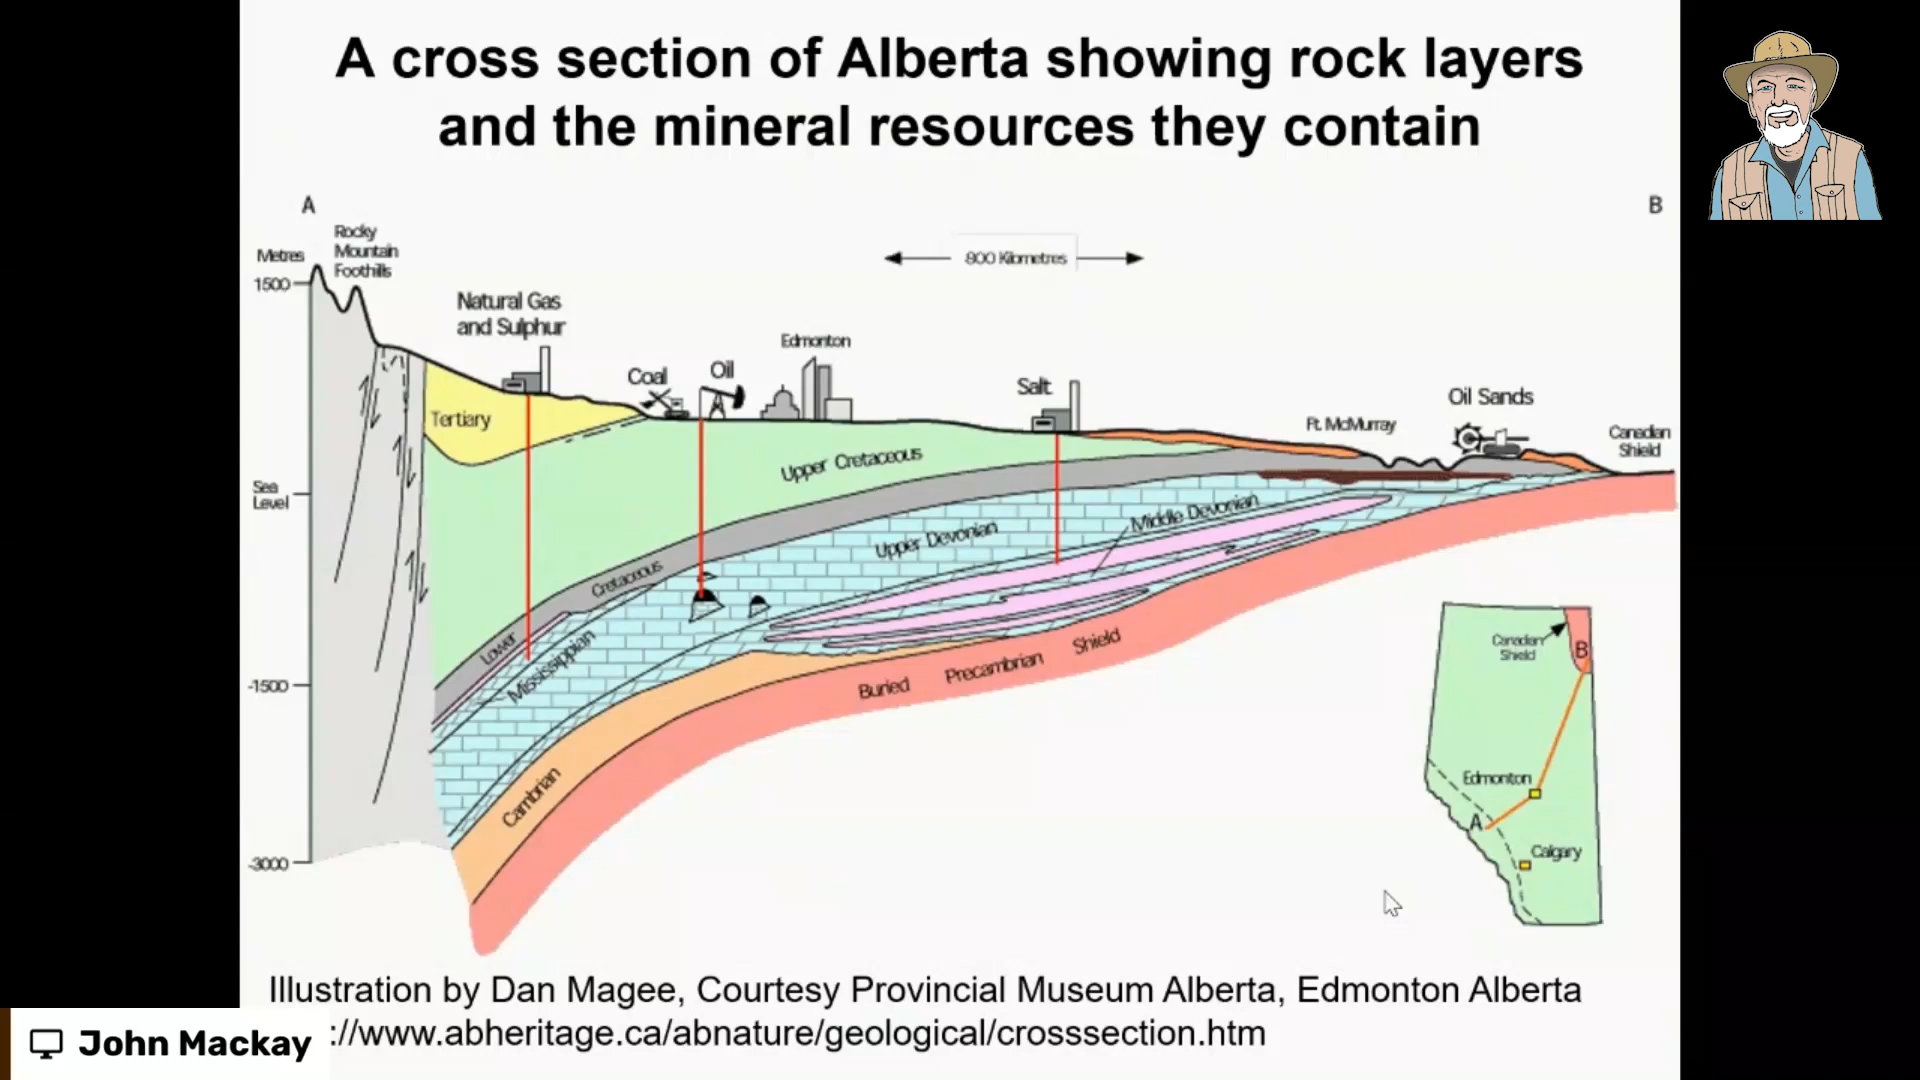 A cross section of Alberta showing rock layers
and the mineral resources they contain
A
B
Rocky
Mountain
Foothills
Metres
1500
800 Kilometres
Natural Gas
and Sulphur
Edmonton
Coal
Oil
Salt
Oil Sands
Ft. McMurray
Canadian
Shield
Tertiary
Upper Cretaceous
Sea
Level
Middle Devonian
Upper Devonian
Lower Cretaceous
Mississippian
-1500
Buried Precambrian Shield
Cambrian
-3000
Canadian
Shield
B
Edmonton
A
Calgary
Illustration by Dan Magee, Courtesy Provincial Museum Alberta, Edmonton Alberta
://www.abheritage.ca/abnature/geological/crosssection.htm
John Mackay